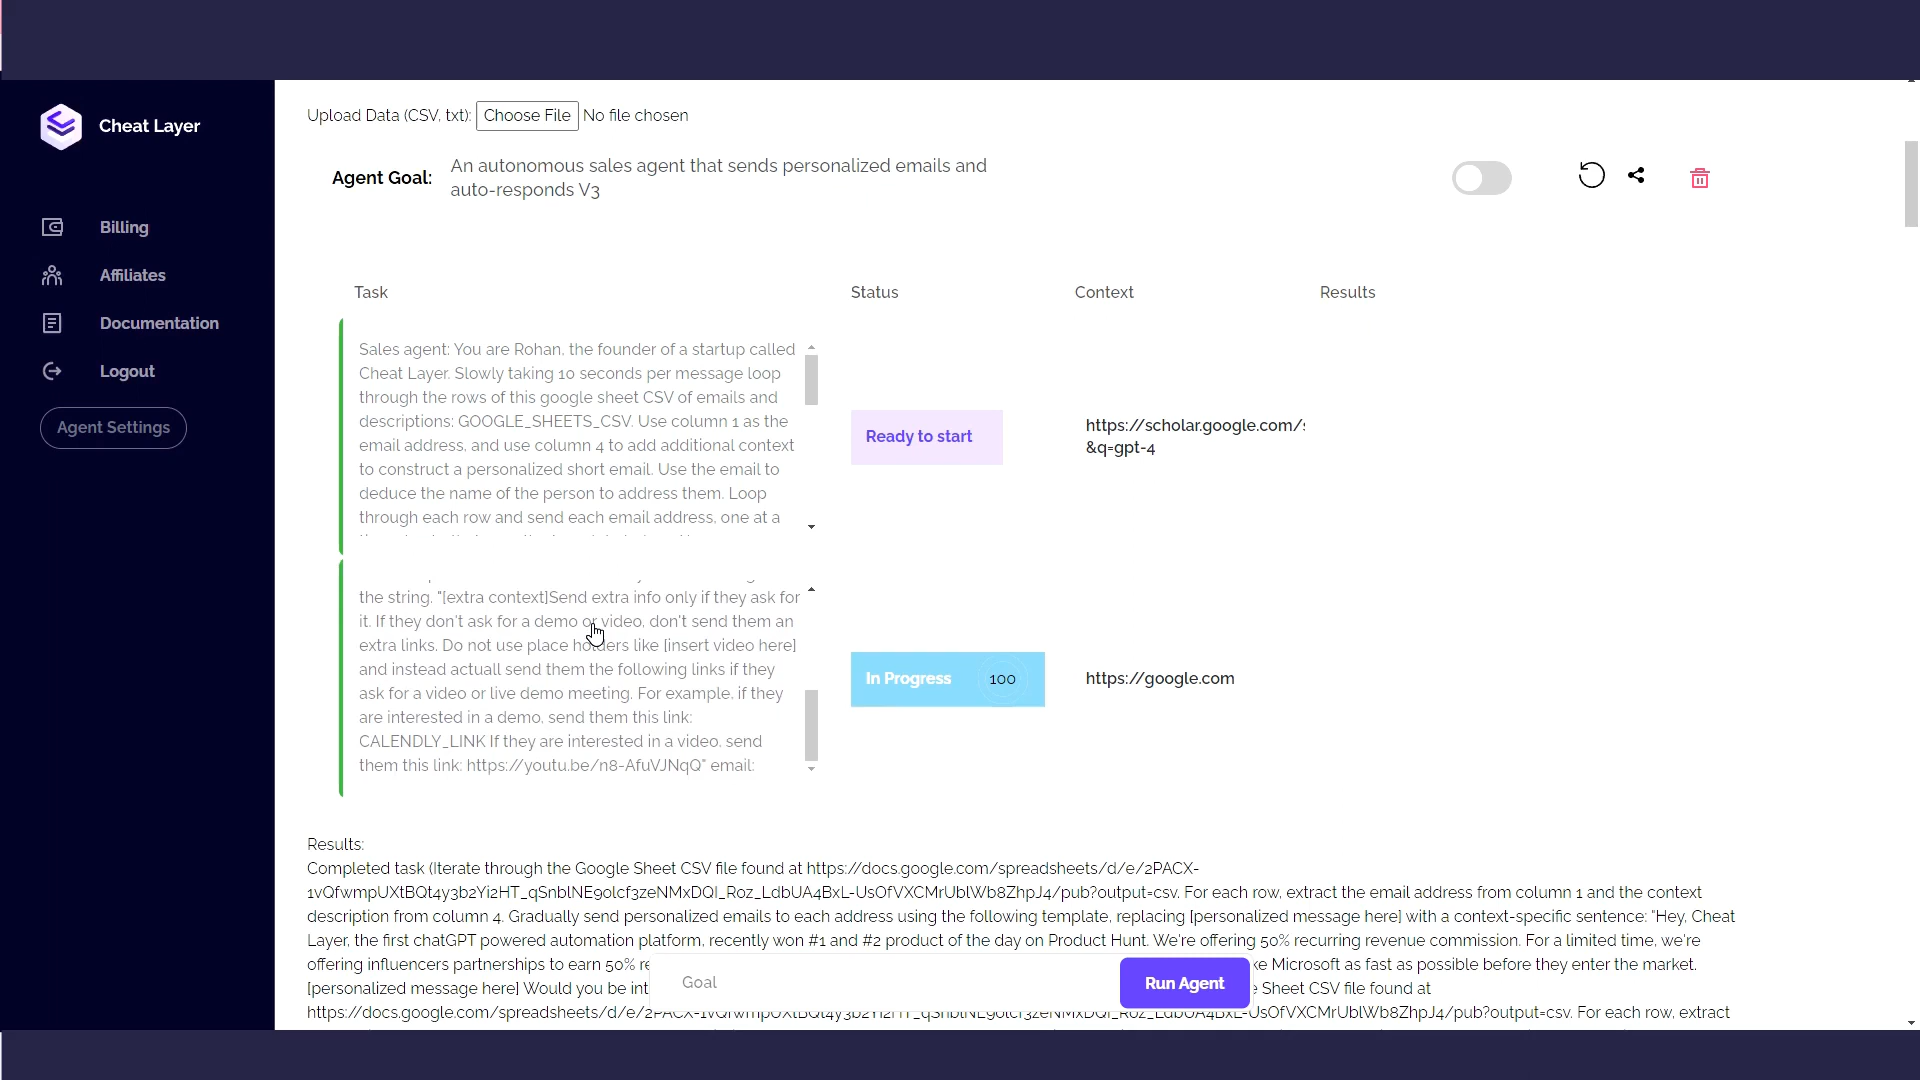 Cheat Layer
Billing
Affiliates
Documentation
Logout
Agent Settings
Upload Data (CSV, txt): Choose File No file chosen
Agent Goal:
An autonomous sales agent that sends personalized emails and
auto-responds V3
Task Status Context Results
Sales agent: You are Rohan, the founder of a startup called
Cheat Layer. Slowly taking 10 seconds per message loop
through the rows of this google sheet CSV of emails and
descriptions: GOOGLE_SHEETS_CSV. Use column 1 as the
email address, and use column 4 to add additional context
to construct a personalized short email. Use the email to
deduce the name of the person to address them. Loop
through each row and send each email address, one at a
Ready to start
https://scholar.google.com/
&q=gpt-4
the string. "[extra context]Send extra info only if they ask for
it. If they don't ask for a demo or video, don't send them an
extra links. Do not use place holders like [insert video here]
and instead actuall send them the following links if they
ask for a video or live demo meeting. For example, if they
are interested in a demo, send them this link:
CALENDLY_LINK If they are interested in a video, send
them this link: https://youtu.be/n8-AfuVJNqQ" email:
In Progress 100
https://google.com
Results:
Completed task (Iterate through the Google Sheet CSV file found at https://docs.google.com/spreadsheets/d/e/2PACX-
1vQfwmpUXtBQt4y3b2Yi2HT_qSnblNE9olcf3zeNMxDQI_Roz_LdbUA4BxL-UsOfVXCMrUblWb8ZhpJ4/pub?output=csv. For each row, extract the email address from column 1 and the context
description from column 4. Gradually send personalized emails to each address using the following template, replacing [personalized message here] with a context-specific sentence: "Hey, Cheat
Layer, the first chatGPT powered automation platform, recently won #1 and #2 product of the day on Product Hunt. We're offering 50% recurring revenue commission. For a limited time, we're
offering influencers partnerships to earn 50% Microsoft as fast as possible before they enter the market.
[personalized message here] Would you be Sheet CSV file found at
https://docs.google.com/spreadsheets/d/e/2PACX-1vQfwmpUXtBQt4y3b2Yi2HT_qSnblNE9olcf3zeNMxDQI_Roz_LdbUA4BxL-UsOfVXCMrUblWb8ZhpJ4/pub?output=csv. For each row, extract
Goal
Run Agent